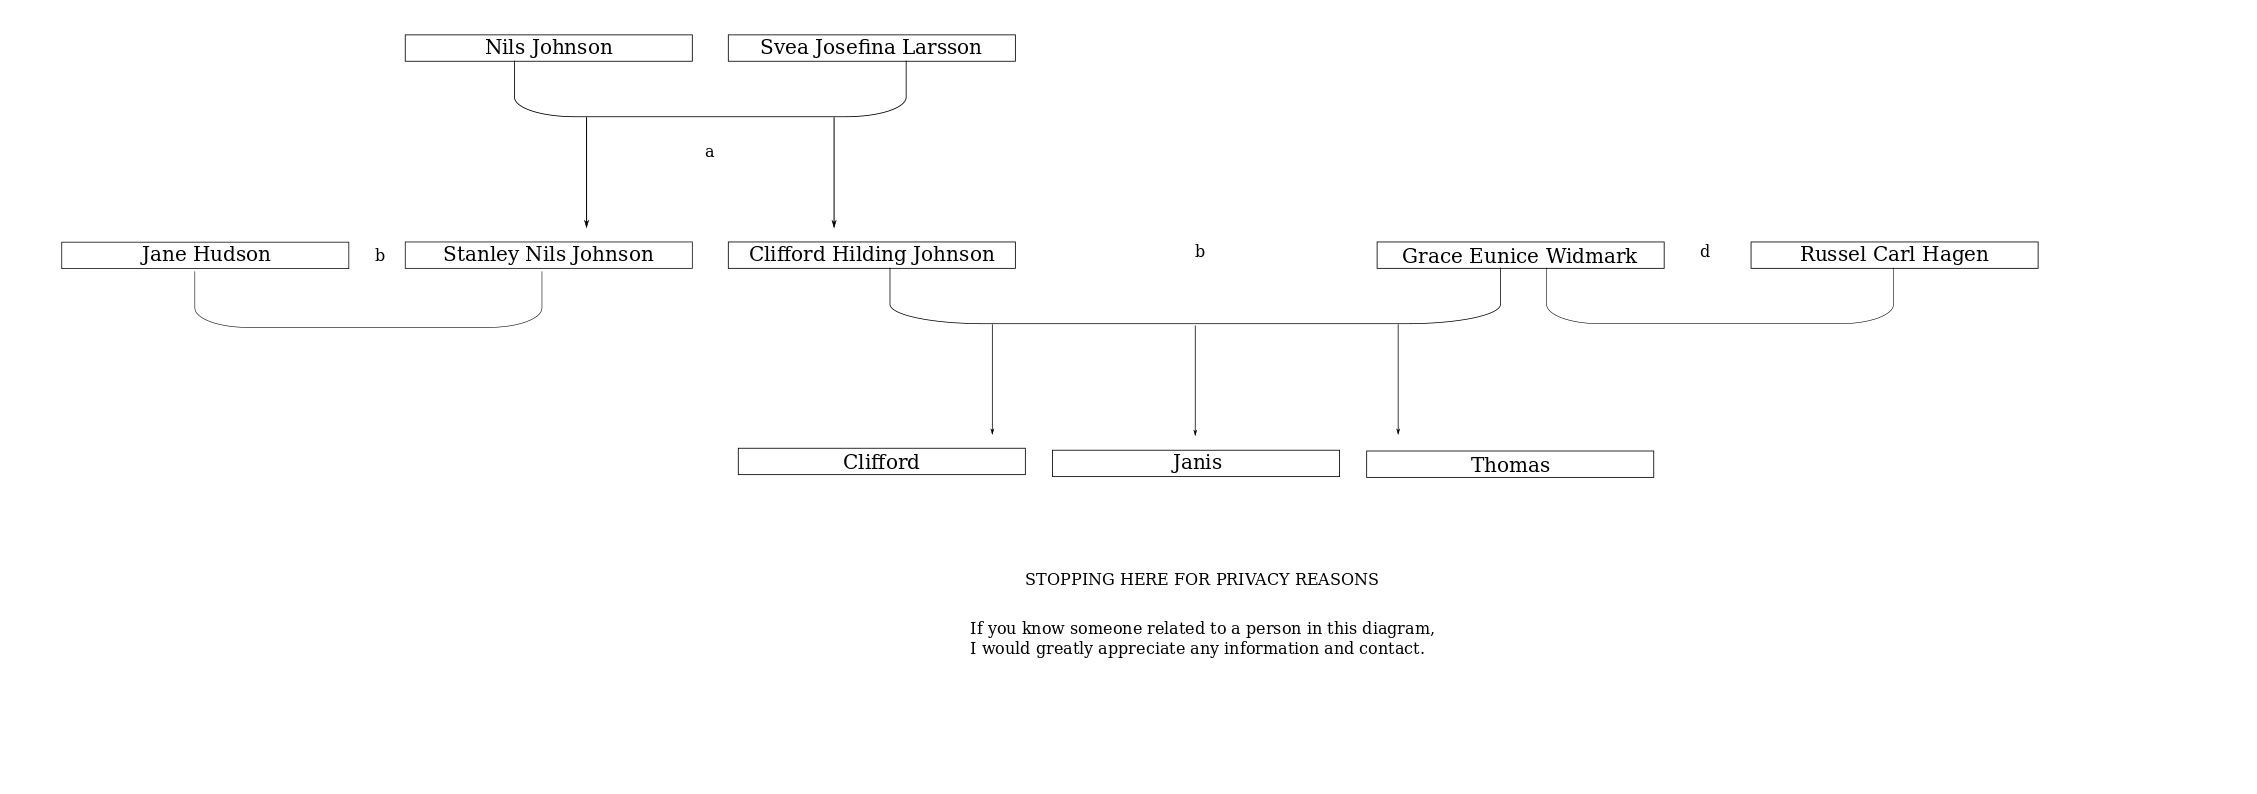 Nils Johnson
Svea Josefina Larsson
a
Jane Hudson
b
Stanley Nils Johnson
Clifford Hilding Johnson
b
Grace Eunice Widmark
d
Russel Carl Hagen
Clifford
Janis
Thomas
STOPPING HERE FOR PRIVACY REASONS
If you know someone related to a person in this diagram,
I would greatly appreciate any information and contact.